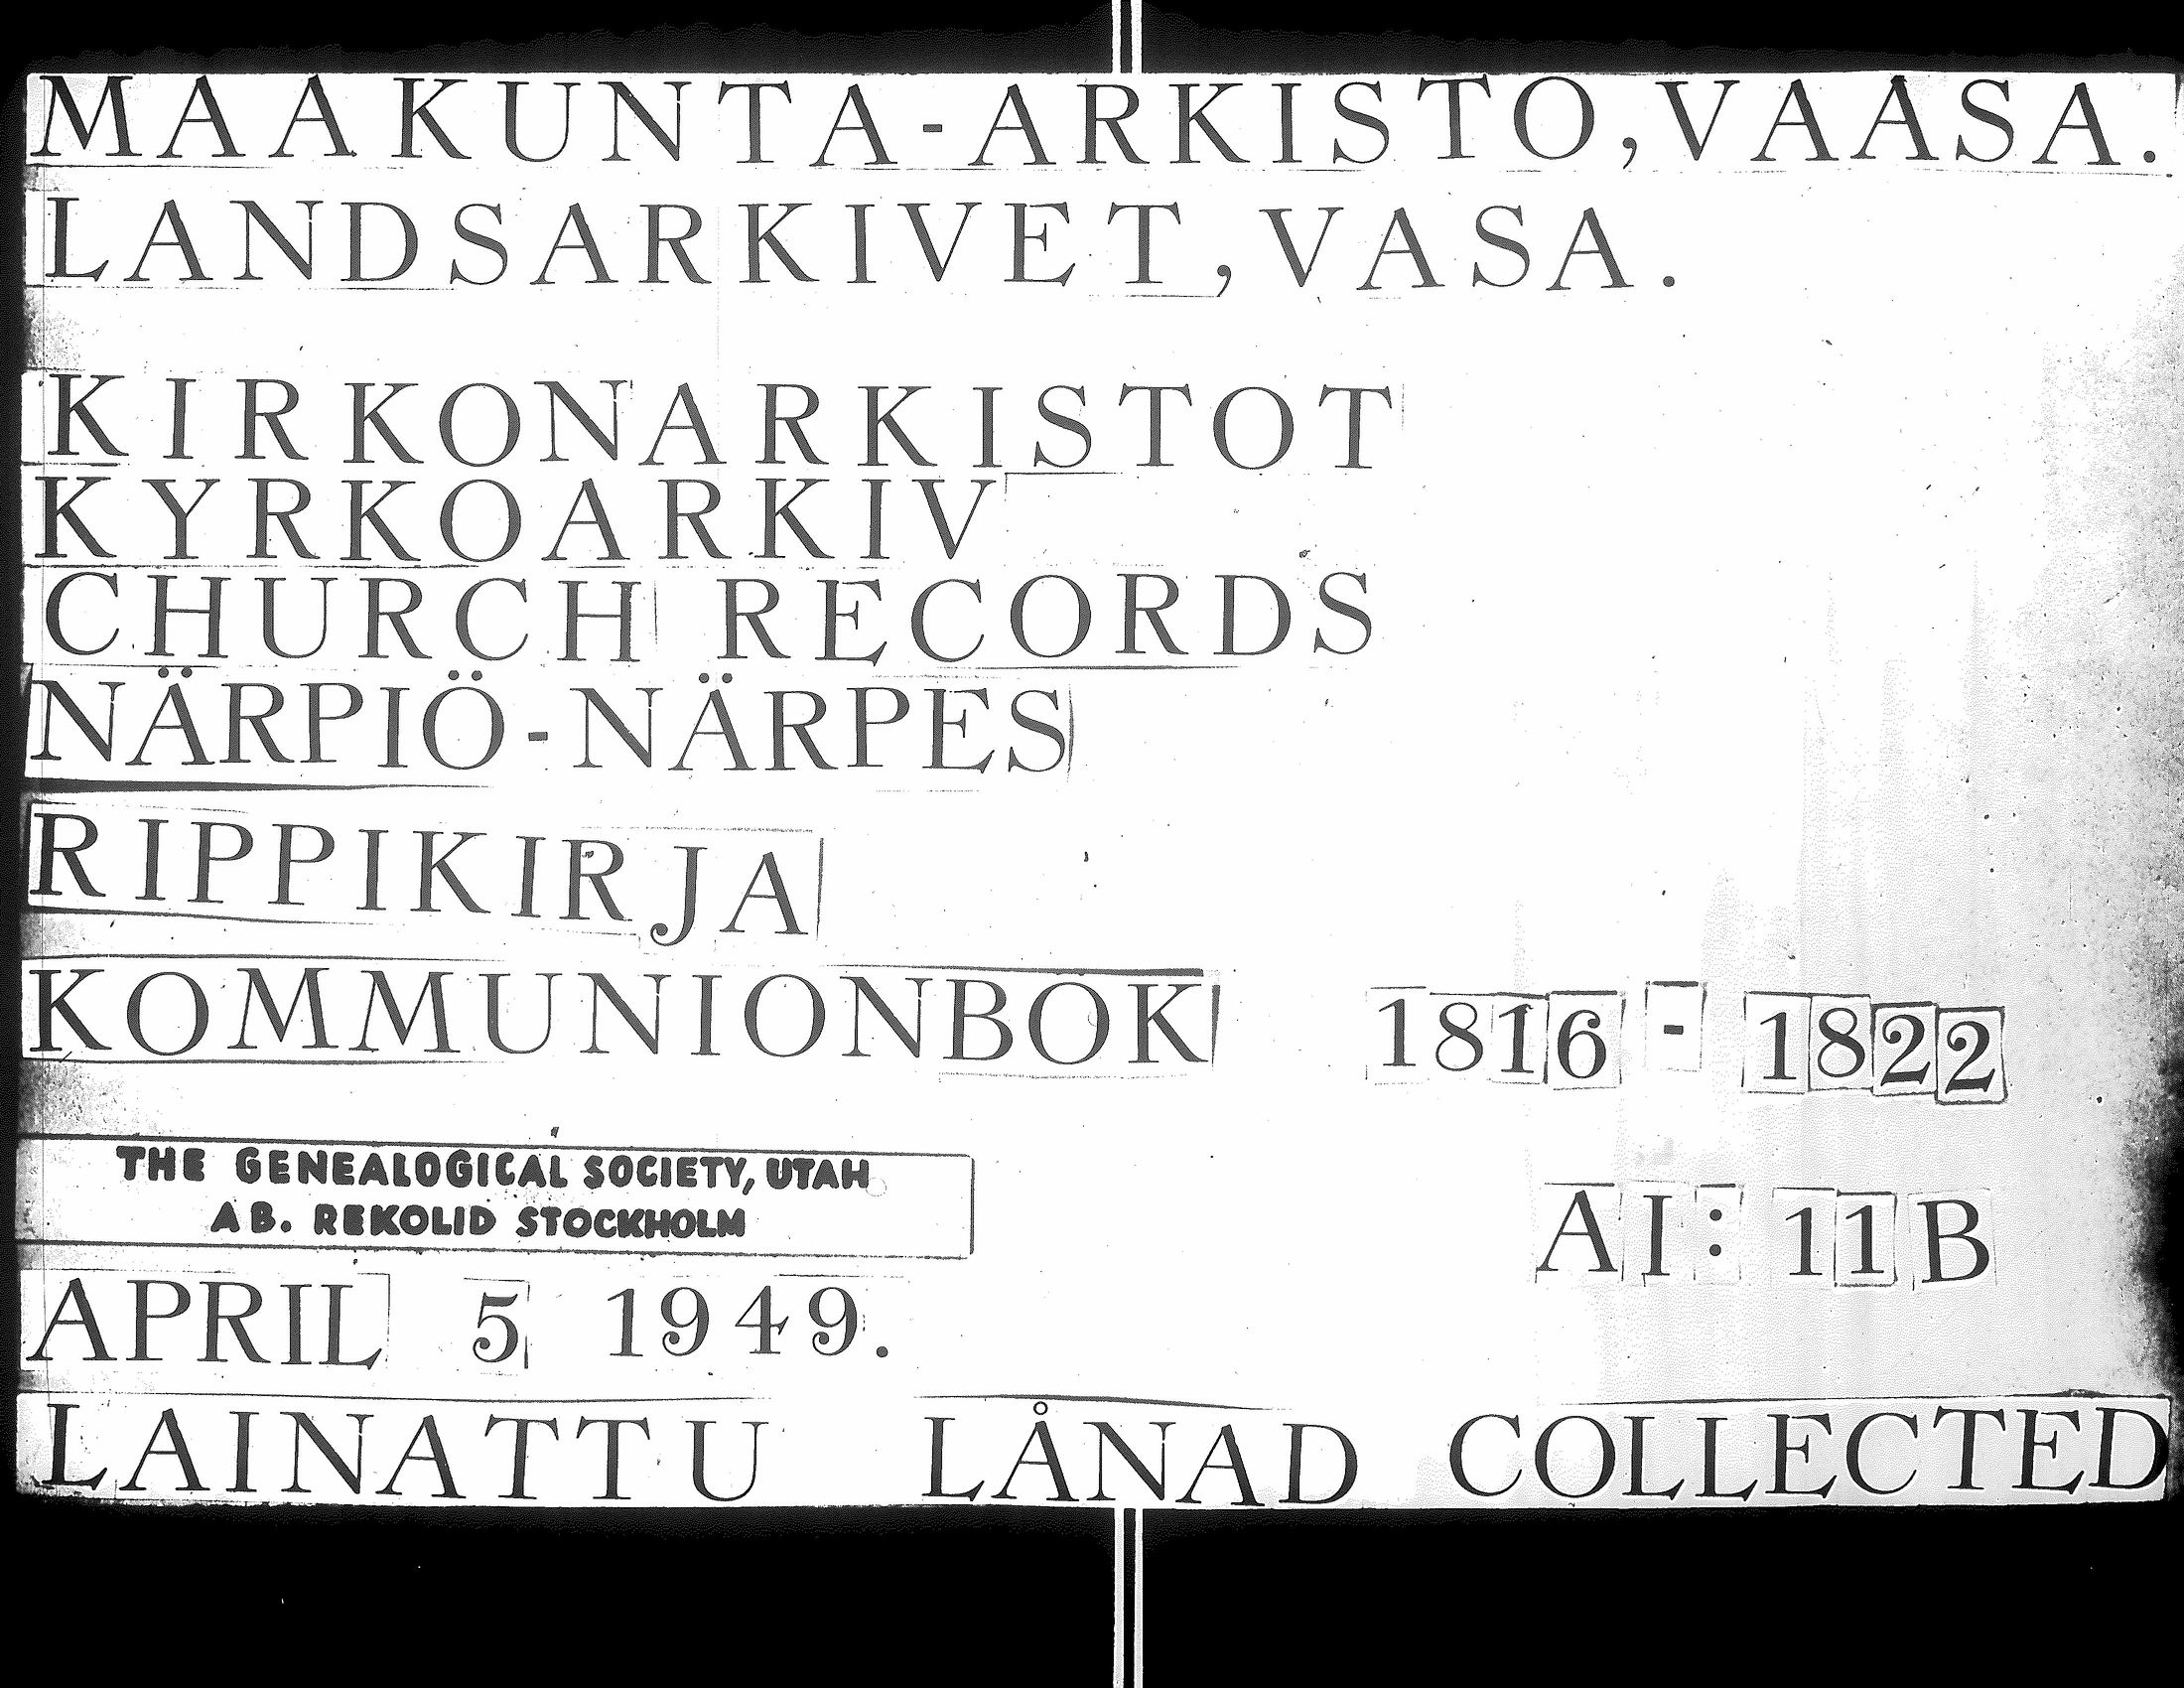 MAAKUNTA-ARKISTO, VAASA.
LANDSARKIVET, VASA.
KIRKONARKISTOT
KYRKOARKIV
CHURCH RECORDS
NÄRPIÖ-NÄRPES
RIPPIKIRJA
KOMMUNIONBOK 1816 - 1822
THE GENEALOGICAL SOCIETY, UTAH
AB. REKOLID STOCKHOLM
AI: 11B
APRIL 5 1949.
LAINATTU LÅNAD COLLECTED